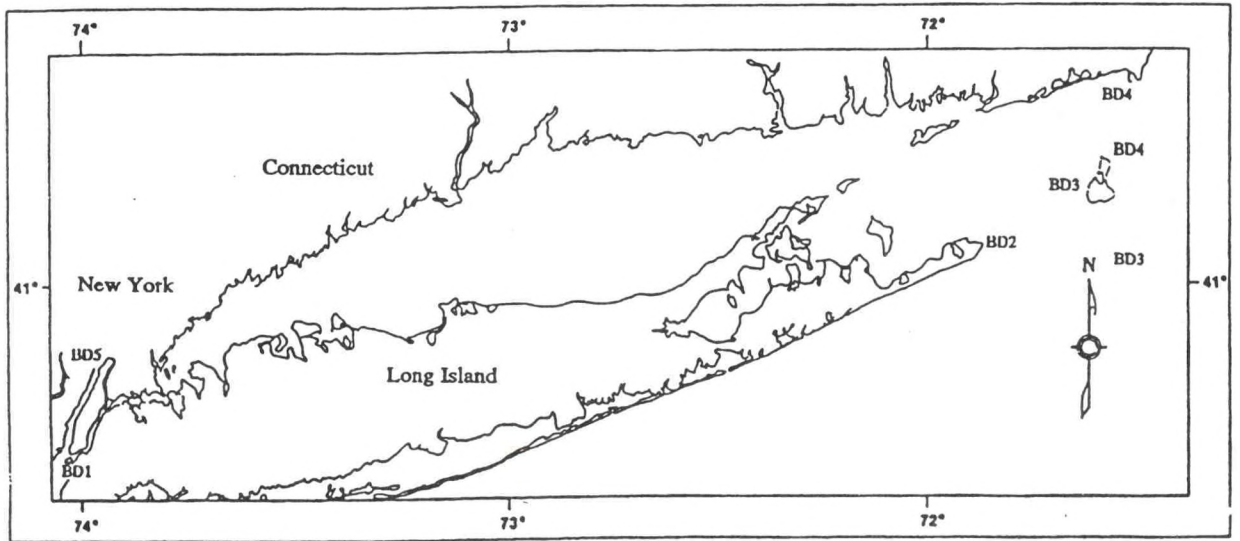 74° 73° 72°
BD4
Connecticut
BD4
BD3
BD2
BD3
New York
N
41° 41°
BD5
Long Island
BD1
74° 73° 72°